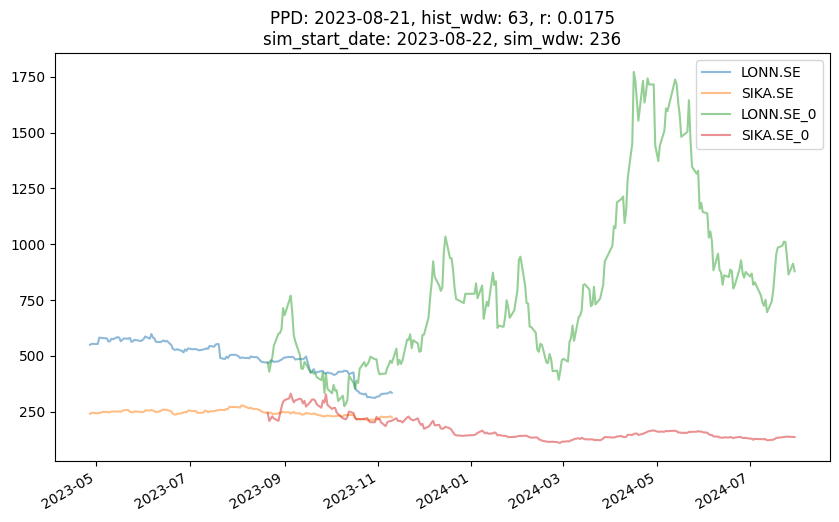 PPD: 2023-08-21, hist_wdw: 63, r: 0.0175
sim_start_date: 2023-08-22, sim_wdw: 236
1750
1500
1250
1000
750
500
250
LONN.SE
SIKA.SE
LONN.SE_0
SIKA.SE_0
2023-05
2023-07
2023-09
2023-11
2024-01
2024-03
2024-05
2024-07